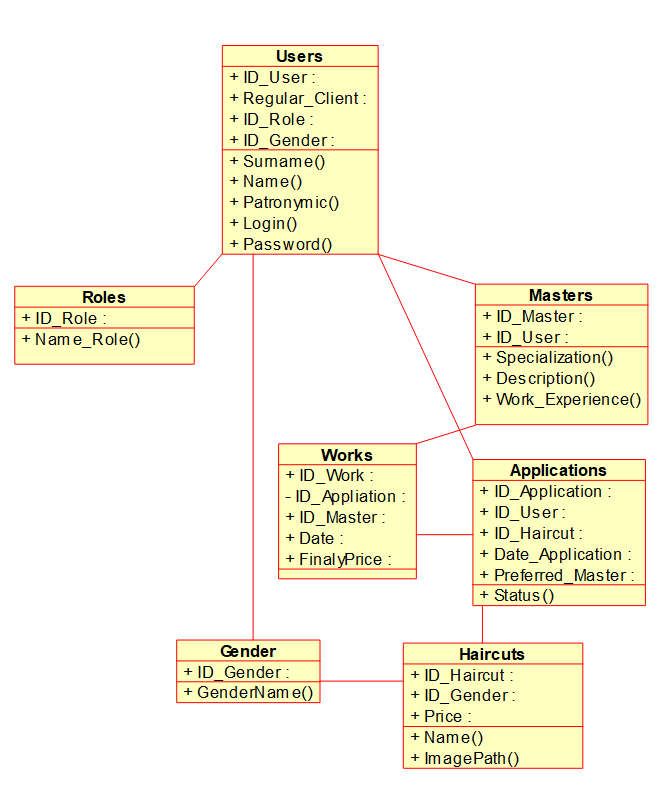 Users
+ ID_User :
+ Regular_Client :
+ ID_Role :
+ ID_Gender :
+ Surname()
+ Name()
+ Patronymic()
+ Login()
+ Password()
Roles
+ ID_Role :
+ Name_Role()
Masters
+ ID_Master :
+ ID_User :
+ Specialization()
+ Description()
+ Work_Experience()
Works
+ ID_Work :
- ID_Appliation :
+ ID_Master :
+ Date :
+ FinalyPrice :
Applications
+ ID_Application :
+ ID_User :
+ ID_Haircut :
+ Date_Application :
+ Preferred_Master :
+ Status()
Gender
+ ID_Gender :
+ GenderName()
Haircuts
+ ID_Haircut :
+ ID_Gender :
+ Price :
+ Name()
+ ImagePath()